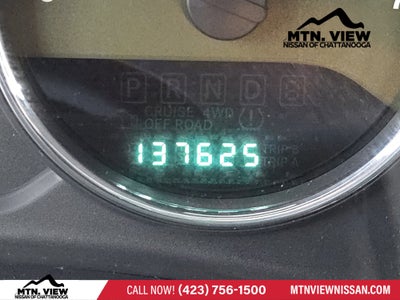 MTN. VIEW
NISSAN OF CHATTANOOGA
P R N D
CRUISE 4WD
OFF ROAD
TRIP B
TRIP A
137625
MTN. VIEW
NISSAN OF CHATTANOOGA
CALL NOW! (423) 756-1500
MTNVIEWNISSAN.COM